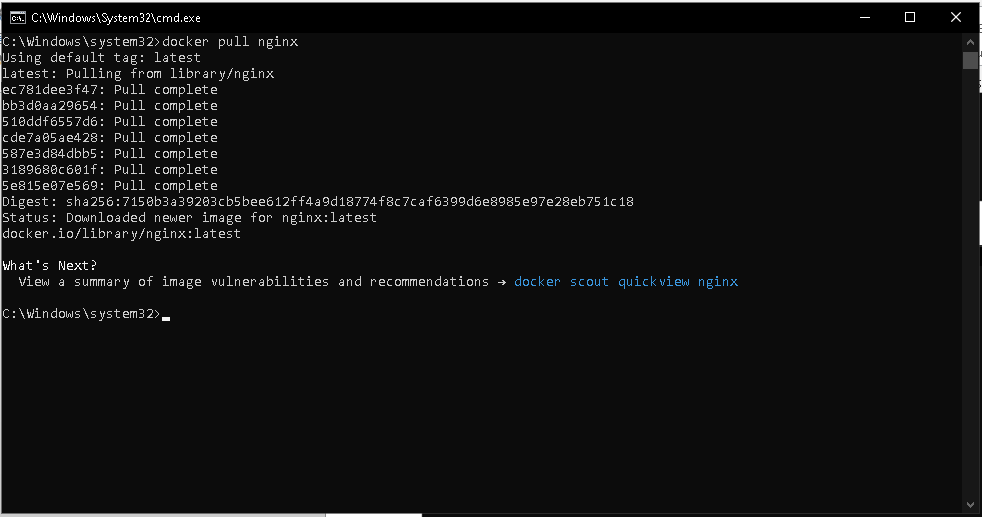 C:\Windows\System32\cmd.exe
C:\Windows\system32>docker pull nginx
Using default tag: latest
latest: Pulling from library/nginx
ec781dee3f47: Pull complete
bb3d0aa29654: Pull complete
510ddf6557d6: Pull complete
cde7a05ae428: Pull complete
587e3d84dbb5: Pull complete
3189680c601f: Pull complete
5e815e07e569: Pull complete
Digest: sha256:7150b3a39203cb5bee612ff4a9d18774f8c7caf6399d6e8985e97e28eb751c18
Status: Downloaded newer image for nginx:latest
docker.io/library/nginx:latest
What's Next?
View a summary of image vulnerabilities and recommendations → docker scout quickview nginx
C:\Windows\system32>